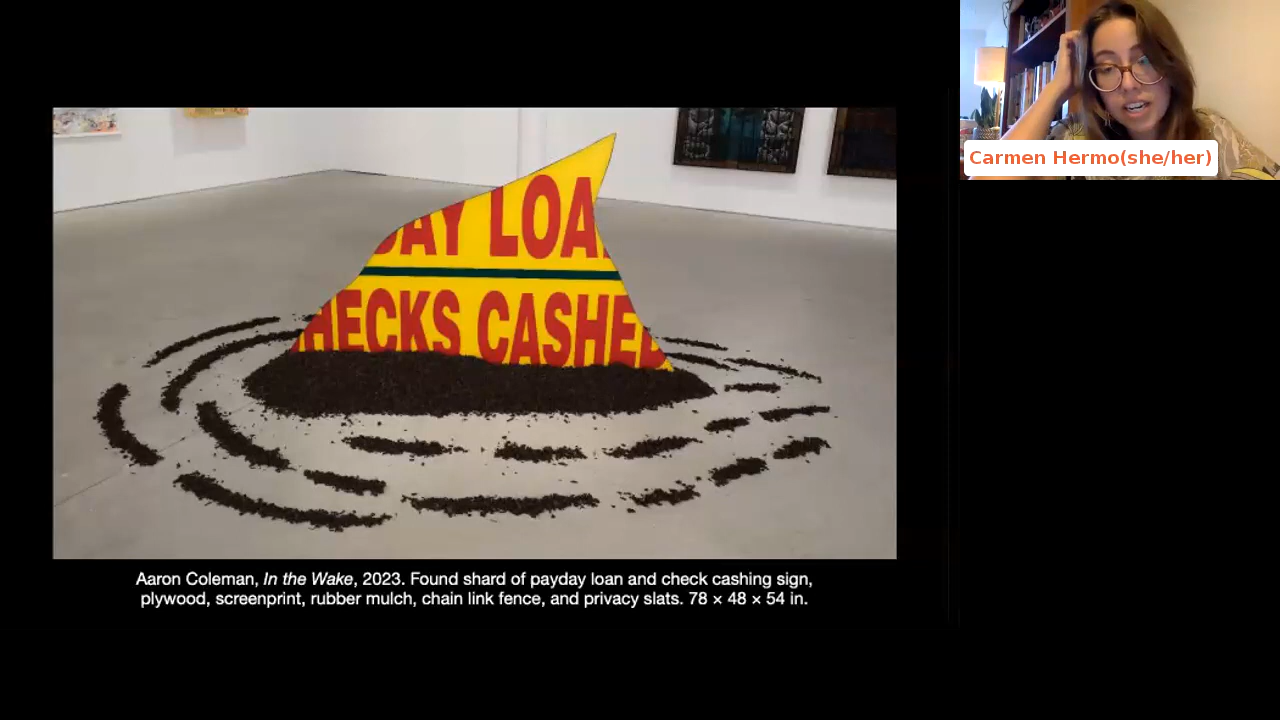 Carmen Hermo(she/her)
AY LOA
HECKS CASHE
Aaron Coleman, In the Wake, 2023. Found shard of payday loan and check cashing sign,
plywood, screenprint, rubber mulch, chain link fence, and privacy slats. 78 × 48 × 54 in.